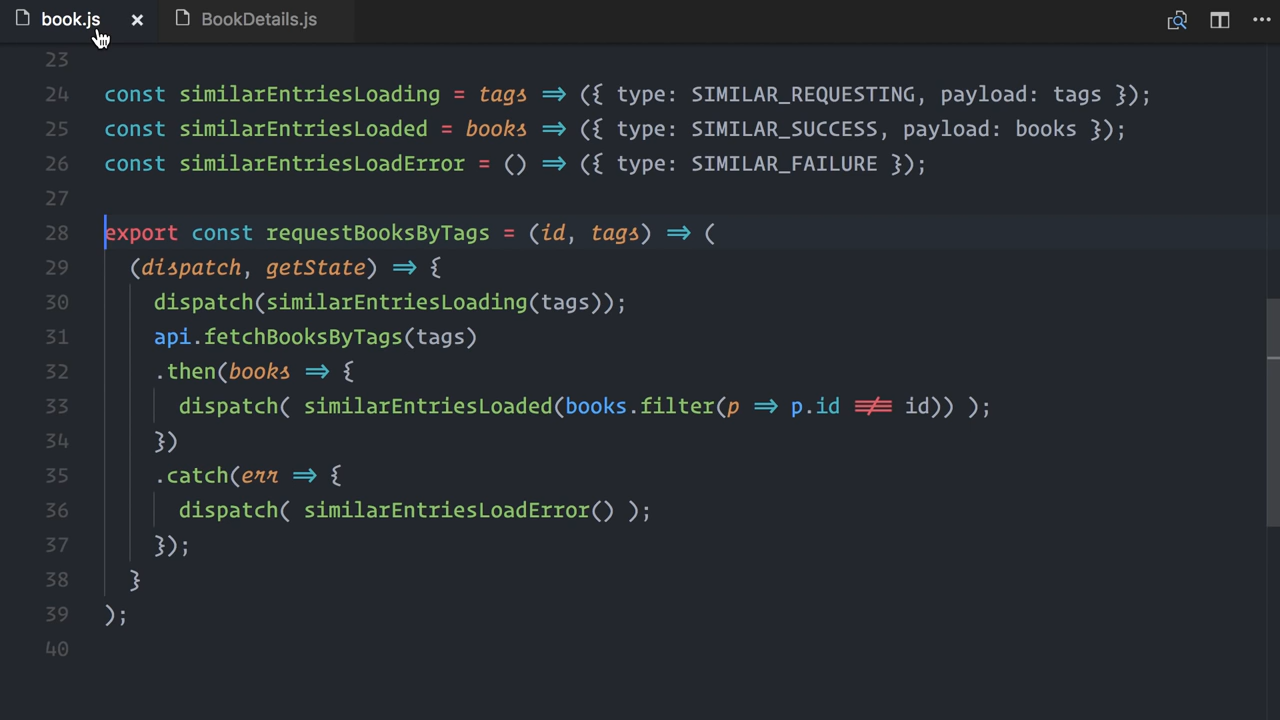 book.js × BookDetails.js
23
24 const similarEntriesLoading = tags => ({ type: SIMILAR_REQUESTING, payload: tags });
25 const similarEntriesLoaded = books => ({ type: SIMILAR_SUCCESS, payload: books });
26 const similarEntriesLoadError = () => ({ type: SIMILAR_FAILURE });
27
28 export const requestBooksByTags = (id, tags) => (
29 (dispatch, getState) => {
30 dispatch(similarEntriesLoading(tags));
31 api.fetchBooksByTags(tags)
32 .then(books => {
33 dispatch( similarEntriesLoaded(books.filter(p => p.id !== id)) );
34 })
35 .catch(err => {
36 dispatch( similarEntriesLoadError() );
37 });
38 }
39 );
40